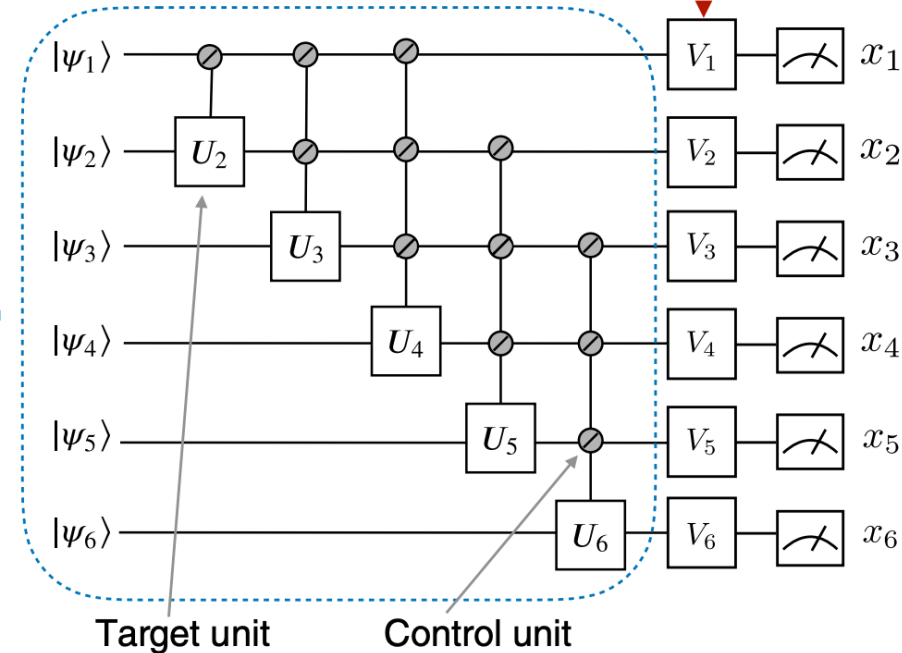 |ψ₁⟩ V₁ x₁
|ψ₂⟩ U₂ V₂ x₂
|ψ₃⟩ U₃ V₃ x₃
|ψ₄⟩ U₄ V₄ x₄
|ψ₅⟩ U₅ V₅ x₅
|ψ₆⟩ U₆ V₆ x₆
Target unit Control unit